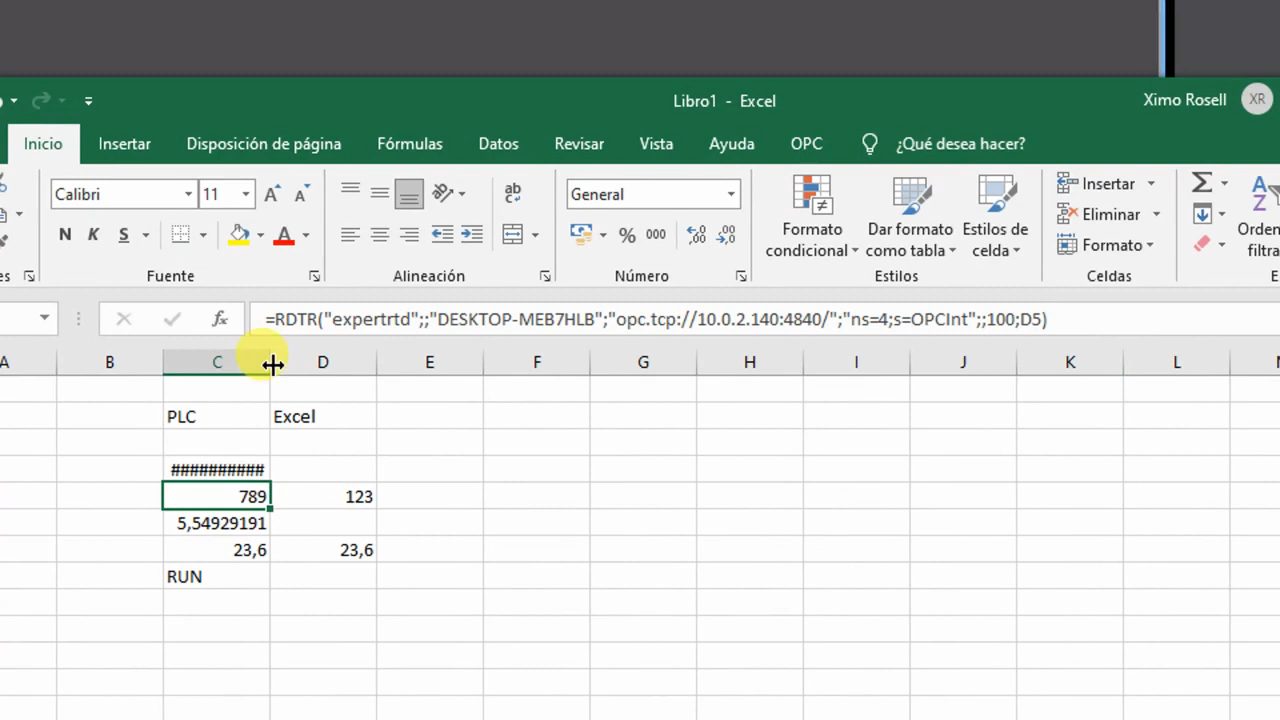 Libro1 - Excel
Ximo Rosell XR
Inicio Insertar Disposición de página Fórmulas Datos Revisar Vista Ayuda OPC ¿Qué desea hacer?
Calibri 11 A A ab c General Insertar
N K S A % 000 Formato condicional Dar formato como tabla Estilos de celda Eliminar
Formato
Fuente Alineación Número Estilos Celdas
fx =RDTR("expertrtd";;"DESKTOP-MEB7HLB";"opc.tcp://10.0.2.140:4840/";"ns=4;s=OPCInt";;100;D5)
A B C D E F G H I J K L
PLC Excel
##########
789 123
5,54929191
23,6 23,6
RUN